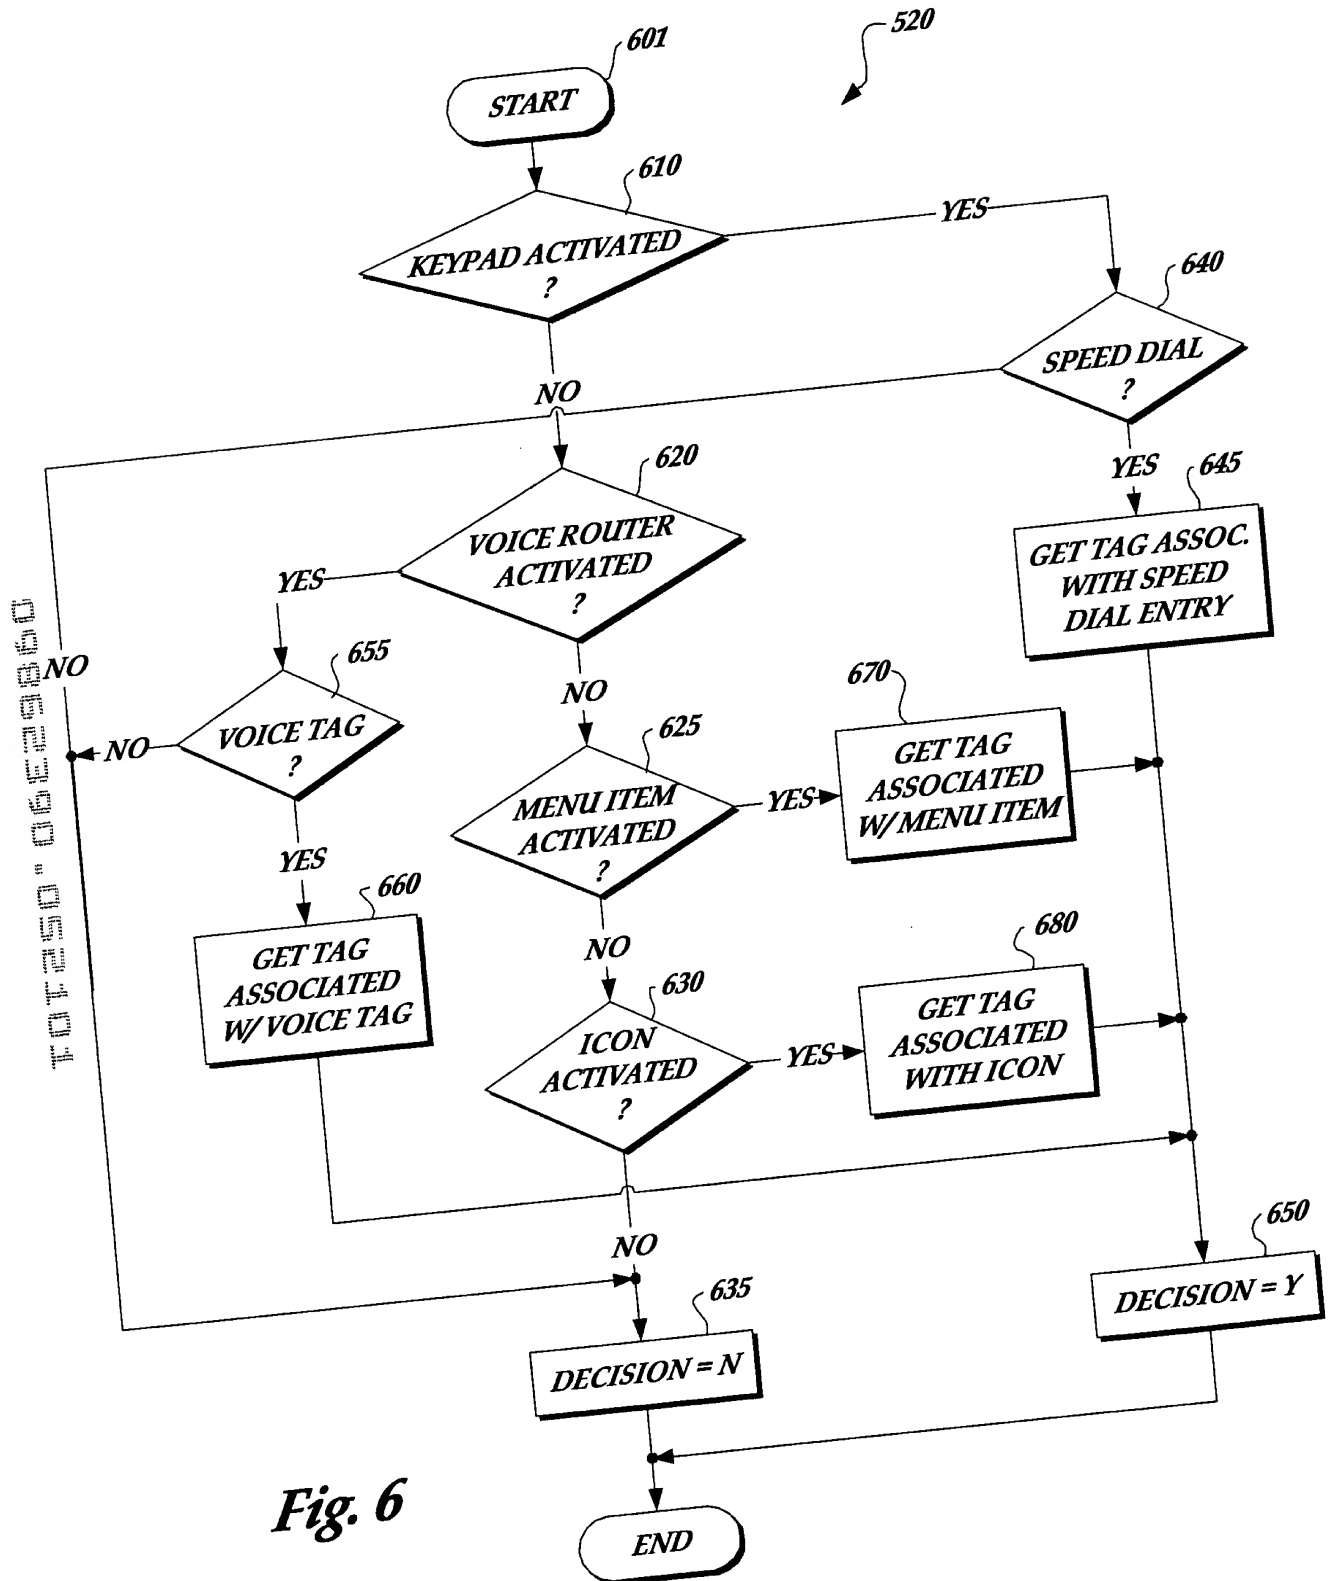 520
601
START
610
KEYPAD ACTIVATED
?
YES
640
SPEED DIAL
?
NO
620
VOICE ROUTER
ACTIVATED
?
YES
645
GET TAG ASSOC.
WITH SPEED
DIAL ENTRY
YES
NO
655
VOICE TAG
?
NO
NO
670
GET TAG
ASSOCIATED
W/ MENU ITEM
625
MENU ITEM
ACTIVATED
?
YES
YES
660
GET TAG
ASSOCIATED
W/ VOICE TAG
NO
680
GET TAG
ASSOCIATED
WITH ICON
630
ICON
ACTIVATED
?
YES
NO
650
DECISION = Y
635
DECISION = N
END
Fig. 6